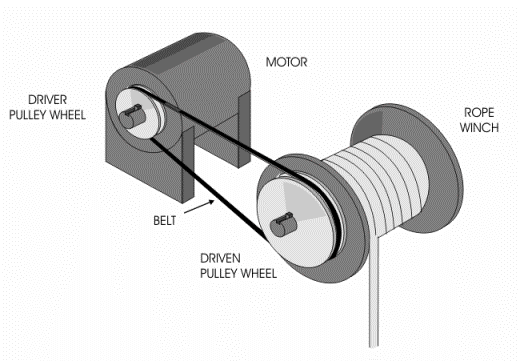 MOTOR
DRIVER
PULLEY WHEEL
ROPE
WINCH
BELT
DRIVEN
PULLEY WHEEL